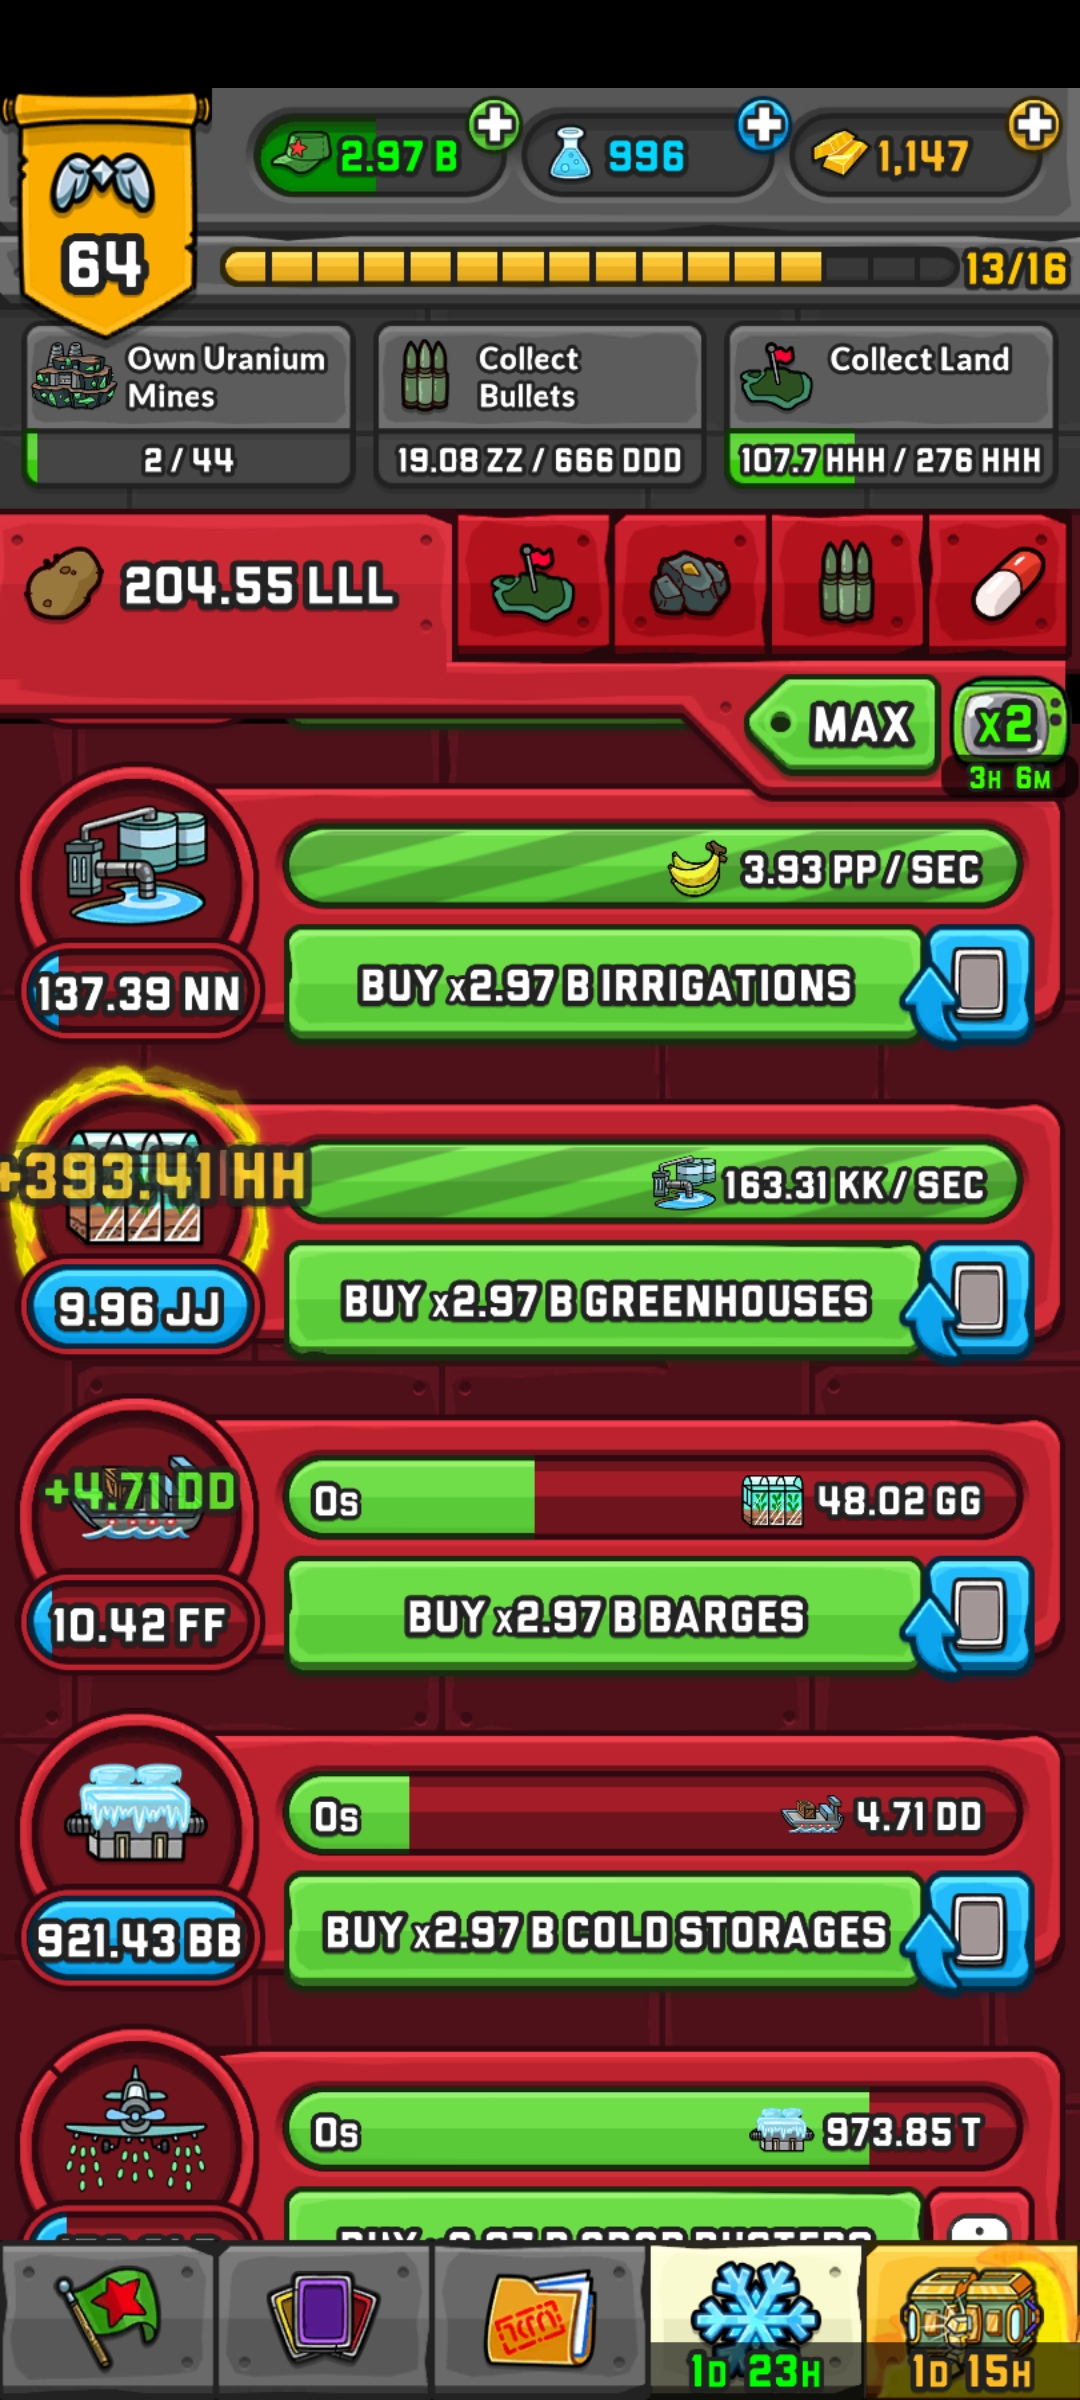 64
2.97 B
996
1,147
13/16
Own Uranium
Mines
2 / 44
Collect
Bullets
19.08 ZZ / 666 DDD
Collect Land
107.7 HHH / 276 HHH
204.55 LLL
MAX
x2
3H 6M
3.93 PP / SEC
137.39 NN
BUY x2.97 B IRRIGATIONS
+393.41 HH
163.31 KK / SEC
9.96 JJ
BUY x2.97 B GREENHOUSES
+4.71 DD
0s
48.02 GG
10.42 FF
BUY x2.97 B BARGES
0s
4.71 DD
921.43 BB
BUY x2.97 B COLD STORAGES
0s
973.85 T
1D 23H
1D 15H